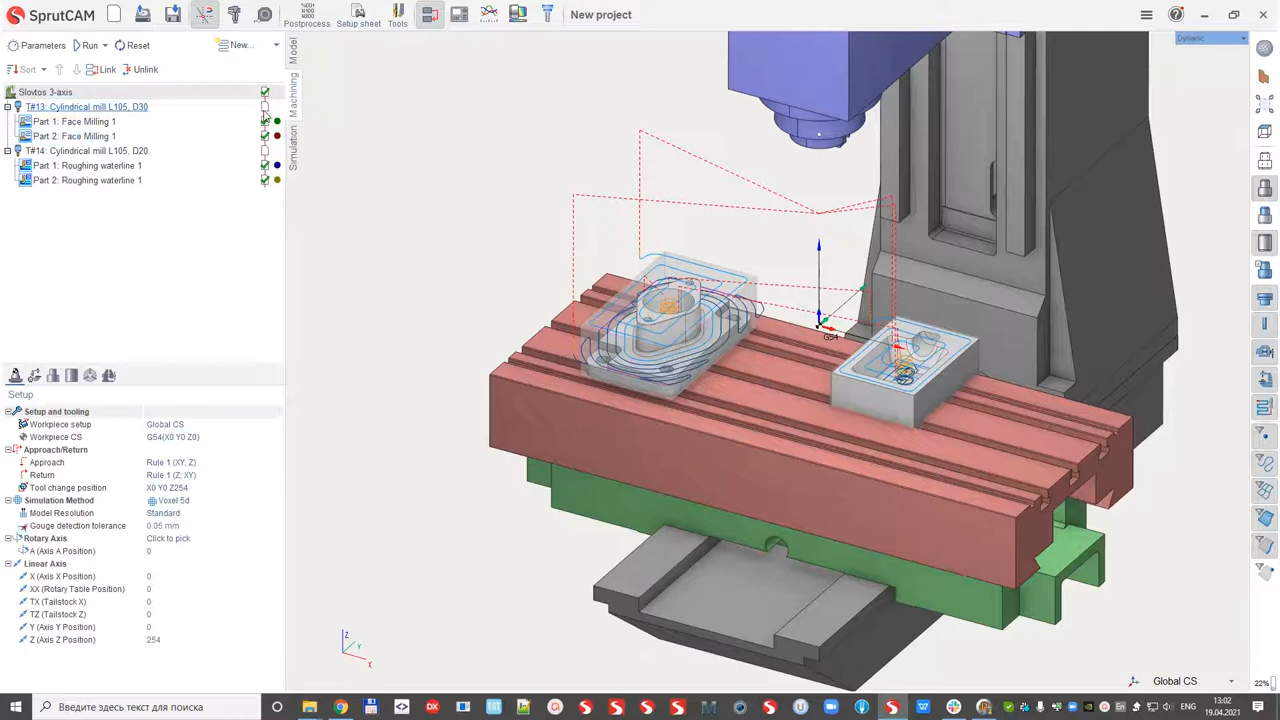 SprutCAM
Postprocess
Setup sheet
Tools
New project
Parameters
Run
Reset
New...
Sort
Link
Unlink
Model
Machining
Simulation
Dynamic
Slovtos 3-axis
T#13: Cylindrical mill L105, D30
Part 1: Face Milling 1
Part 2: Face Milling 1
T#14: Cylindrical mill L105, D20
Part 1: Roughing waterline 1
Part 2: Roughing waterline 1
G54
Setup
Setup and tooling
Workpiece setup Global CS
Workpiece CS G54(X0 Y0 Z0)
Approach/Return
Approach Rule 1 (XY; Z)
Return Rule 1 (Z; XY)
Tool change position X0 Y0 Z254
Simulation Method Voxel 5d
Model Resolution Standard
Gouge detection tolerance 0.05 mm
Rotary Axis Click to pick
A (Axis A Position) 0
Linear Axis
X (Axis X Position) 0
XX (Rotary Table Position) 0
TX (Tailstock X) 0
TZ (Tailstock Z) 0
Y (Axis Y Position) 0
Z (Axis Z Position) 254
Z
Y
X
Global CS
22%
Введите здесь текст для поиска
DX
TST
ENG
13:02
19.04.2021